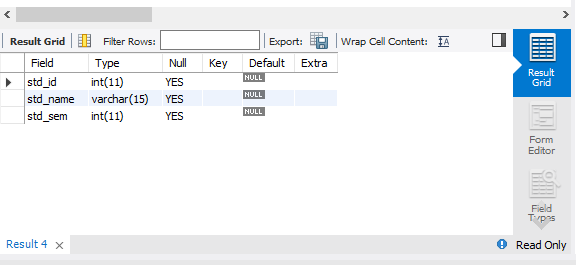 Result Grid Filter Rows: Export: Wrap Cell Content: IA
Field Type Null Key Default Extra
std_id int(11) YES NULL
std_name varchar(15) YES NULL
std_sem int(11) YES NULL
Result
Grid
Form
Editor
Field
Types
Result 4 × Read Only